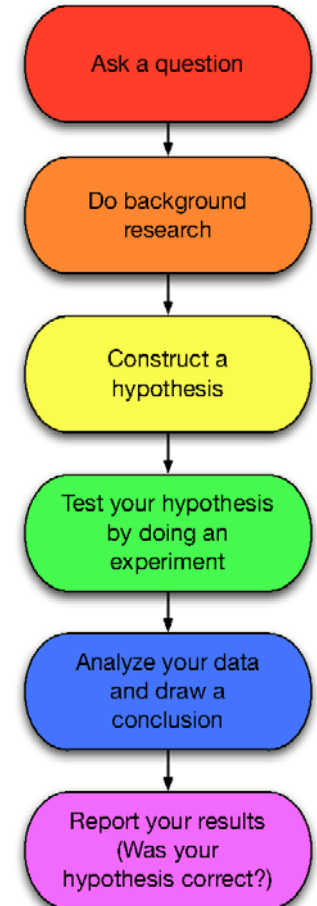 Ask a question
Do background
research
Construct a
hypothesis
Test your hypothesis
by doing an
experiment
Analyze your data
and draw a
conclusion
Report your results
(Was your
hypothesis correct?)